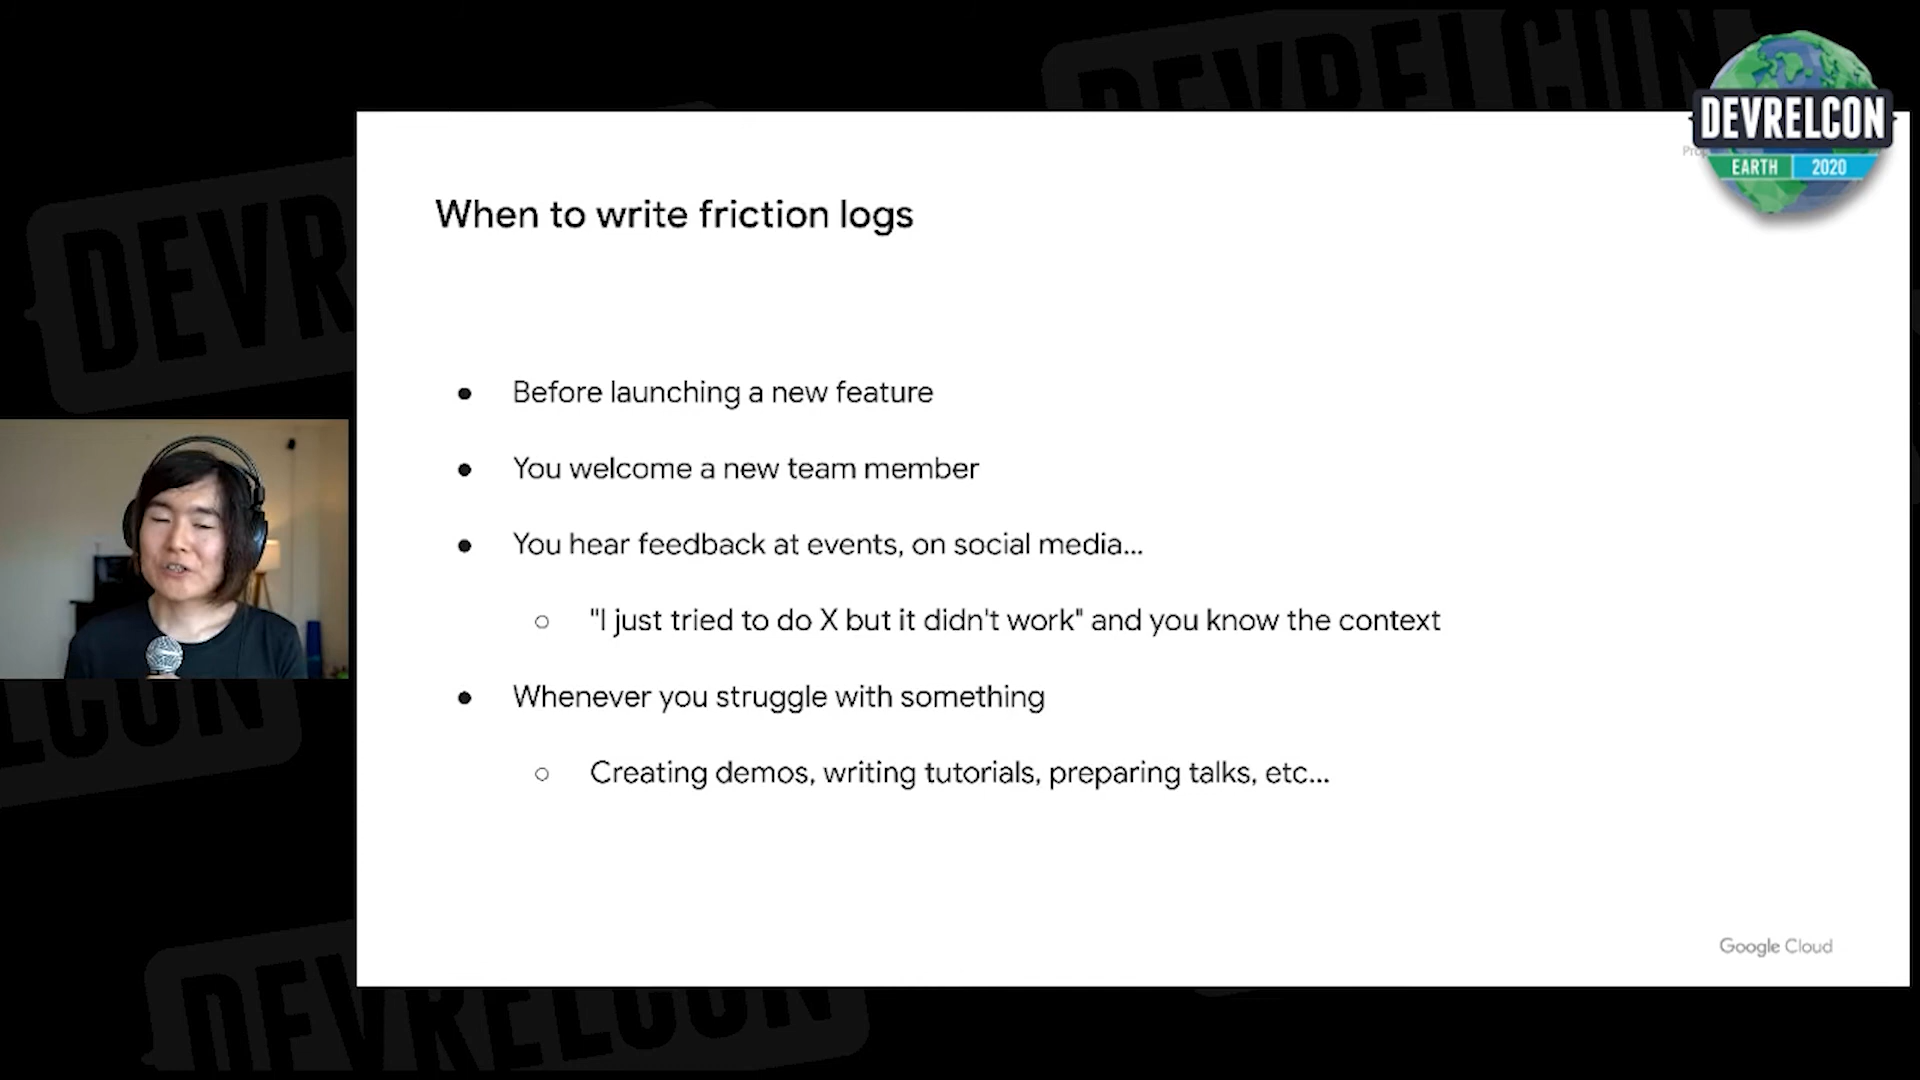 DEVRELCON
EARTH 2020
When to write friction logs
● Before launching a new feature
● You welcome a new team member
● You hear feedback at events, on social media...
○ "I just tried to do X but it didn't work" and you know the context
● Whenever you struggle with something
○ Creating demos, writing tutorials, preparing talks, etc...
Google Cloud
DEVRELCON
DEVR
LCON
DEVRELCON